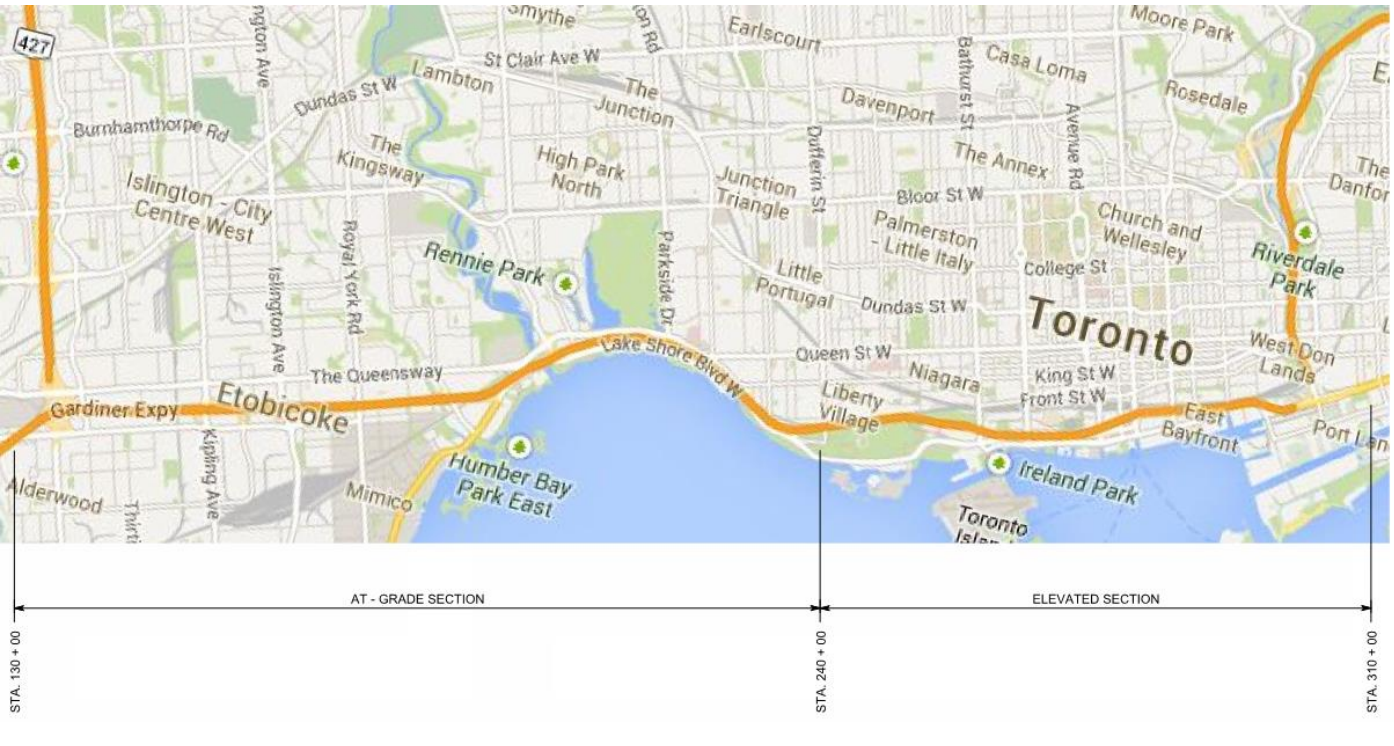 427
Smythe
Earlscourt
Moore Park
St Clair Ave W
Bathurst St
Casa Loma
Lambton
Dundas St W
The
Junction
Davenport
Rosedale
Burnhamthorpe Rd
Dufferin St
Avenue Rd
The
Kingsway
High Park
North
The Annex
Islington - City
Centre West
Junction
Triangle
Bloor St W
Church and
Wellesley
Palmerston
- Little Italy
Royal York Rd
Rennie Park
Parkside Dr
Little
Portugal
College St
Riverdale
Park
Dundas St W
Toronto
Islington Ave
Lake Shore Blvd W
Queen St W
West Don
Lands
The Queensway
Niagara
King St W
Front St W
Liberty
Village
Gardiner Expy
Etobicoke
East
Bayfront
Kipling Ave
Humber Bay
Park East
Ireland Park
Alderwood
Mimico
Toronto
AT - GRADE SECTION
ELEVATED SECTION
STA. 130 + 00
STA. 240 + 00
STA. 310 + 00